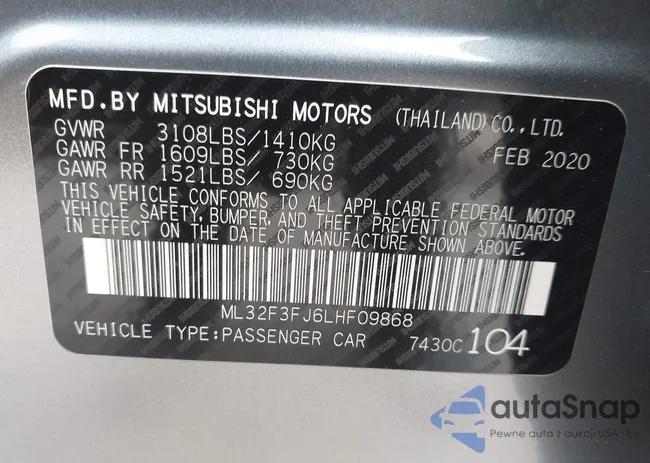 MFD.BY MITSUBISHI MOTORS (THAILAND)CO.,LTD.
GVWR 3108LBS/1410KG FEB 2020
GAWR FR 1609LBS/ 730KG
GAWR RR 1521LBS/ 690KG
THIS VEHICLE CONFORMS TO ALL APPLICABLE FEDERAL MOTOR
VEHICLE SAFETY, BUMPER, AND THEFT PREVENTION STANDARDS
IN EFFECT ON THE DATE OF MANUFACTURE SHOWN ABOVE.
ML32F3FJ6LHF09868
VEHICLE TYPE:PASSENGER CAR 7430C 104
autaSnap
Pewne auta z aukcji USA i EU